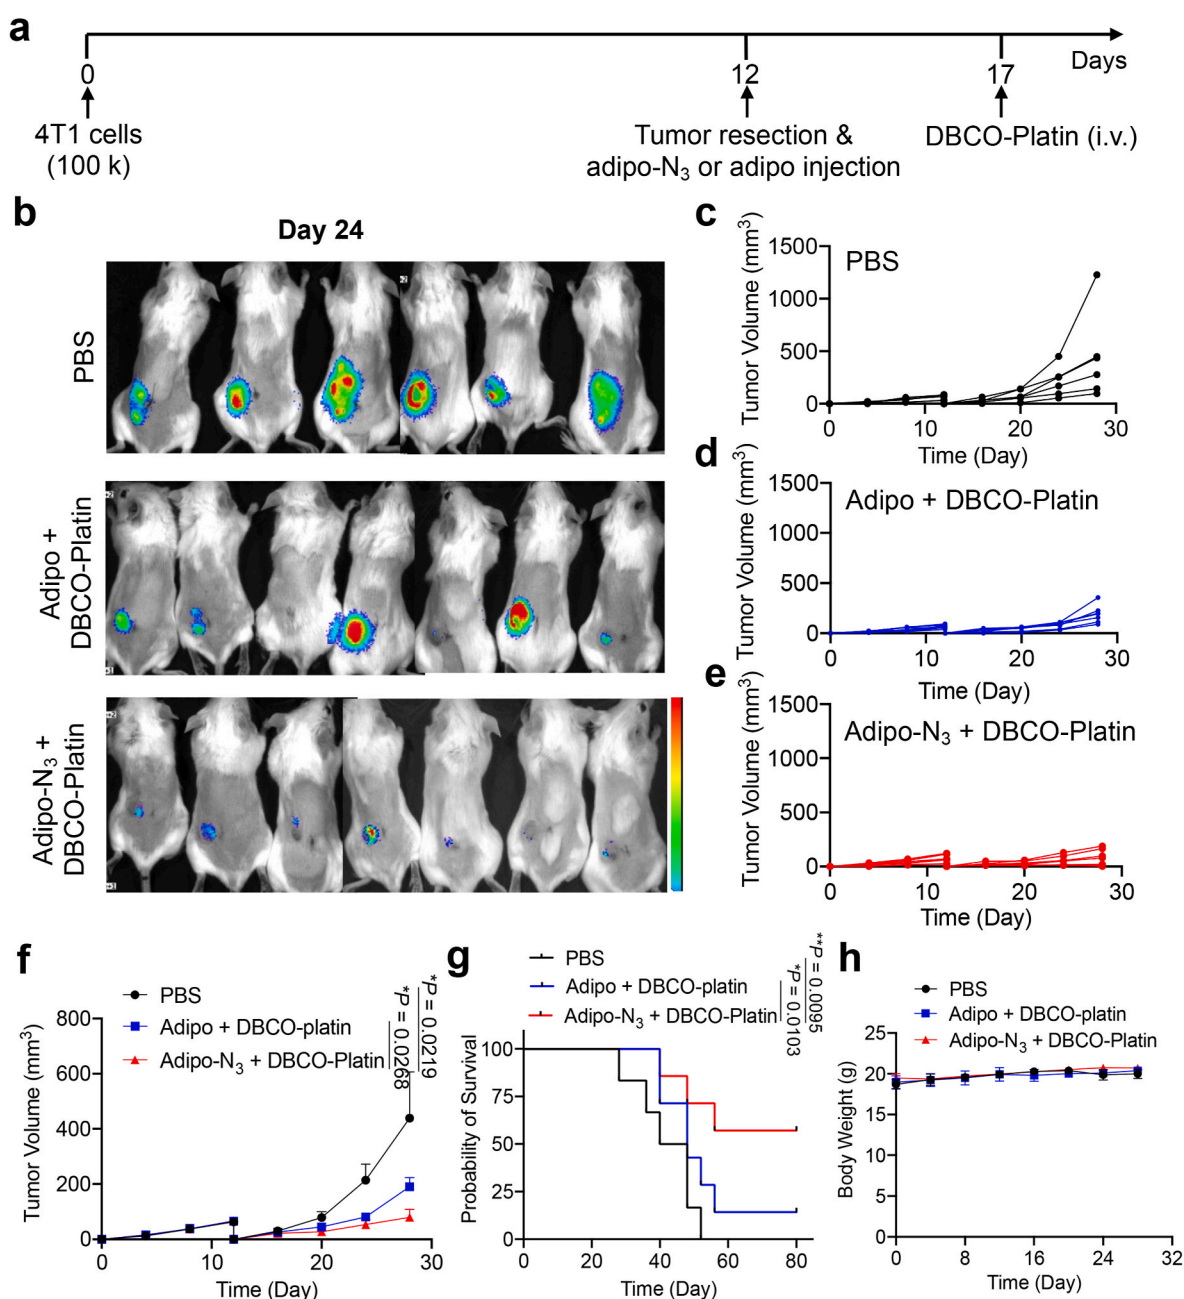 a
0
12
17
Days
4T1 cells
(100 k)
Tumor resection &
adipo-N₃ or adipo injection
DBCO-Platin (i.v.)
b
Day 24
PBS
Adipo +
DBCO-Platin
Adipo-N₃ +
DBCO-Platin
c
PBS
Tumor Volume (mm³)
1500
1000
500
0
0 10 20 30
Time (Day)
d
Adipo + DBCO-Platin
Tumor Volume (mm³)
1500
1000
500
0
0 10 20 30
Time (Day)
e
Adipo-N₃ + DBCO-Platin
Tumor Volume (mm³)
1500
1000
500
0
0 10 20 30
Time (Day)
f
PBS
Adipo + DBCO-platin
Adipo-N₃ + DBCO-Platin
*P = 0.0268
*P = 0.0219
Tumor Volume (mm³)
800
600
400
200
0
0 10 20 30
Time (Day)
g
PBS
Adipo + DBCO-platin
Adipo-N₃ + DBCO-Platin
*P = 0.0103
**P = 0.0095
Probability of Survival
100
75
50
25
0
0 20 40 60 80
Time (Day)
h
PBS
Adipo + DBCO-platin
Adipo-N₃ + DBCO-Platin
Body Weight (g)
25
20
15
10
5
0
0 8 16 24 32
Time (Day)